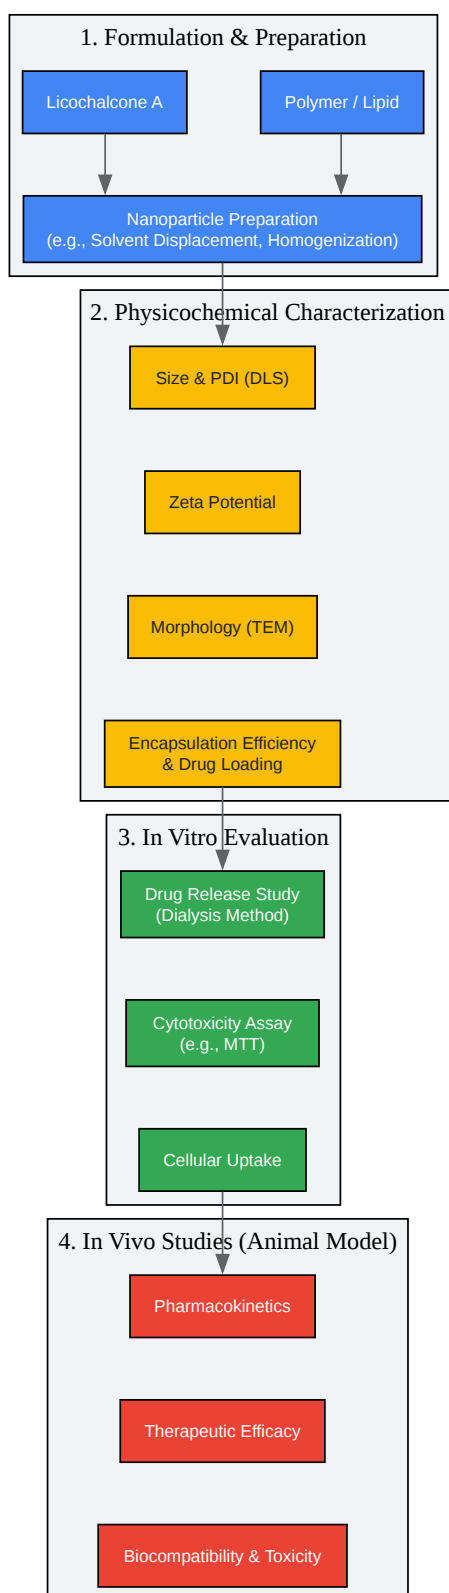 1. Formulation & Preparation
Licochalcone A
Polymer / Lipid
Nanoparticle Preparation
(e.g., Solvent Displacement, Homogenization)
2. Physicochemical Characterization
Size & PDI (DLS)
Zeta Potential
Morphology (TEM)
Encapsulation Efficiency
& Drug Loading
3. In Vitro Evaluation
Drug Release Study
(Dialysis Method)
Cytotoxicity Assay
(e.g., MTT)
Cellular Uptake
4. In Vivo Studies (Animal Model)
Pharmacokinetics
Therapeutic Efficacy
Biocompatibility & Toxicity